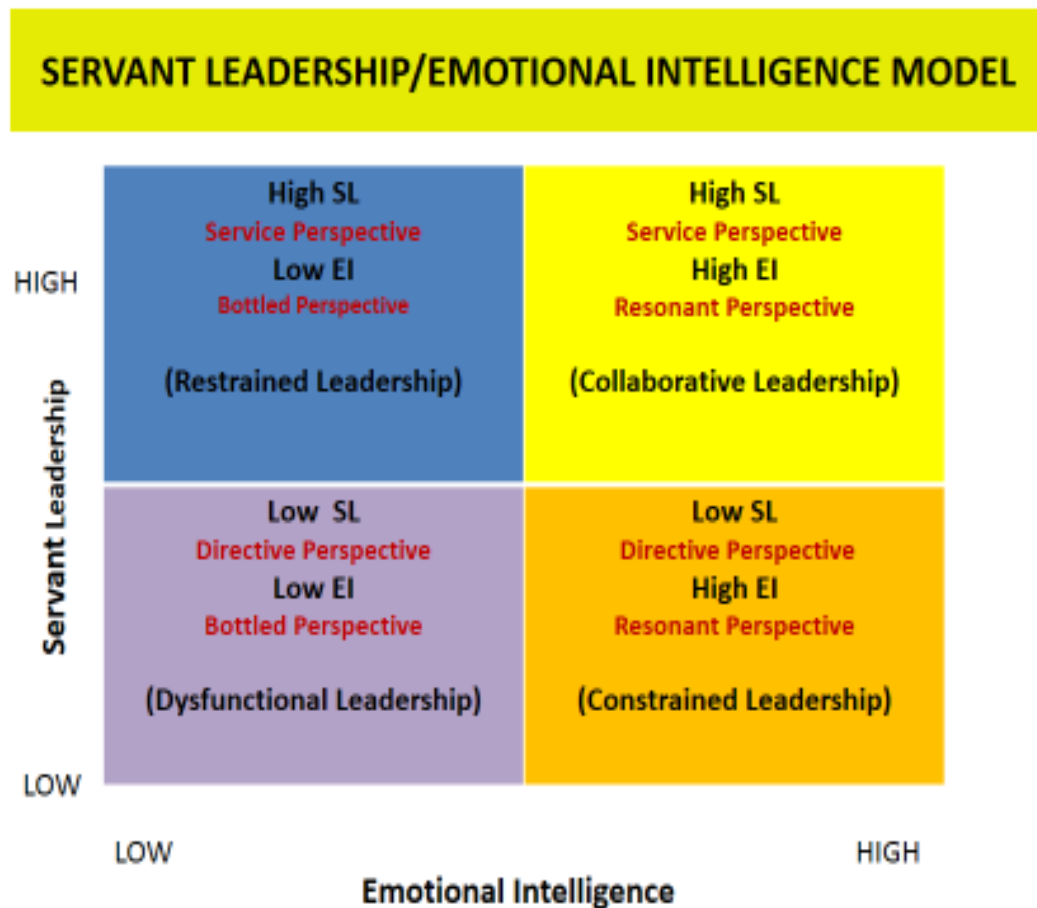 SERVANT LEADERSHIP/EMOTIONAL INTELLIGENCE MODEL
High SL
Service Perspective
Low EI
Bottled Perspective
(Restrained Leadership)
High SL
Service Perspective
High EI
Resonant Perspective
(Collaborative Leadership)
HIGH
Servant Leadership
Low SL
Directive Perspective
Low EI
Bottled Perspective
(Dysfunctional Leadership)
Low SL
Directive Perspective
High EI
Resonant Perspective
(Constrained Leadership)
LOW
LOW
HIGH
Emotional Intelligence